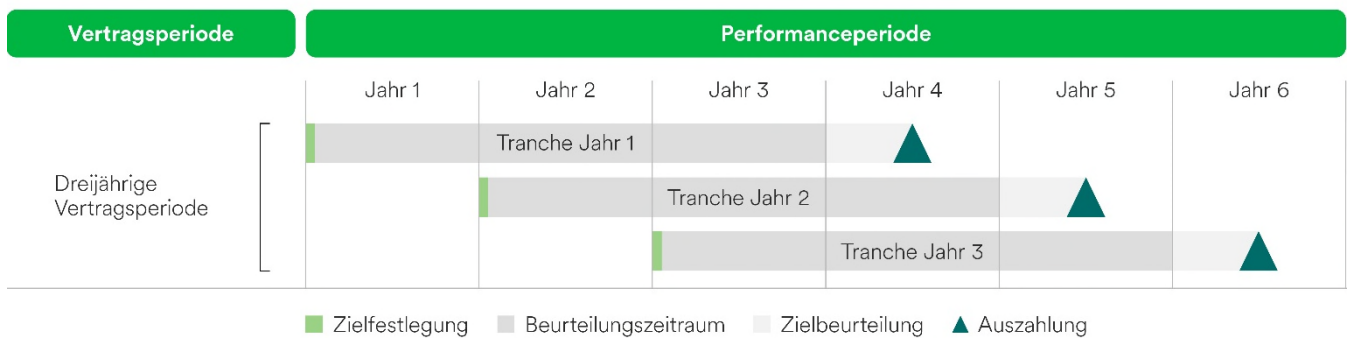 Vertragsperiode
Performanceperiode
Jahr 1
Jahr 2
Jahr 3
Jahr 4
Jahr 5
Jahr 6
Dreijährige
Vertragsperiode
Tranche Jahr 1
Tranche Jahr 2
Tranche Jahr 3
Zielfestlegung
Beurteilungszeitraum
Zielbeurteilung
Auszahlung